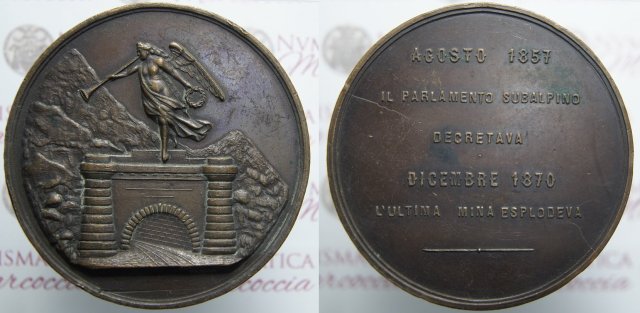 AGOSTO 1857
IL PARLAMENTO SUBALPINO
DECRETAVA
DICEMBRE 1870
L'ULTIMA MINA ESPLODEVA